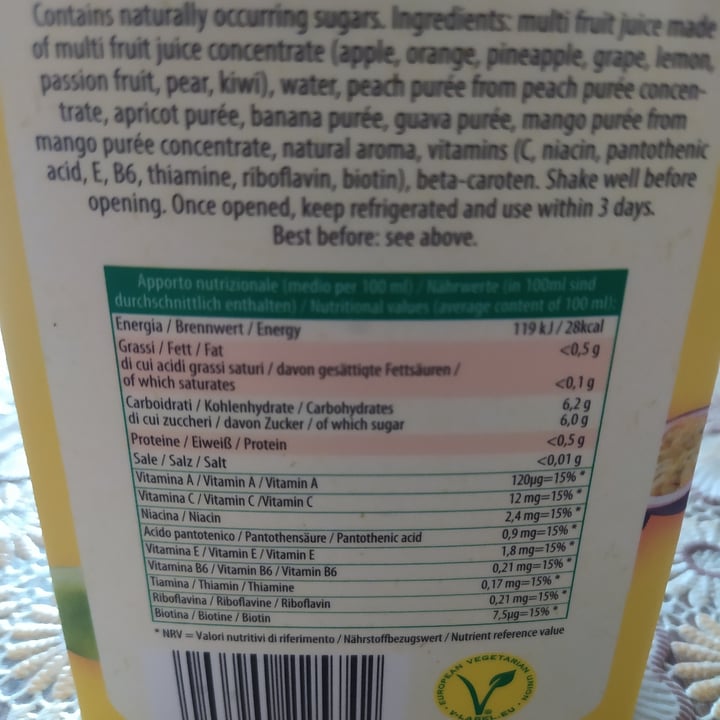 Contains naturally occurring sugars. Ingredients: multi fruit juice made
of multi fruit juice concentrate (apple, orange, pineapple, grape, lemon,
passion fruit, pear, kiwi), water, peach purée from peach purée concen-
trate, apricot purée, banana purée, guava purée, mango purée from
mango purée concentrate, natural aroma, vitamins (C, niacin, pantothenic
acid, E, B6, thiamine, riboflavin, biotin), beta-caroten. Shake well before
opening. Once opened, keep refrigerated and use within 3 days.
Best before: see above.
Apporto nutrizionale (medio per 100 ml) / Nährwerte (in 100ml sind
durchschnittlich enthalten) / Nutritional values (average content of 100 ml):
Energia / Brennwert / Energy 119 kJ / 28kcal
Grassi / Fett / Fat <0,5 g
di cui acidi grassi saturi / davon gesättigte Fettsäuren /
of which saturates <0,1 g
Carboidrati / Kohlenhydrate / Carbohydrates 6,2 g
di cui zuccheri / davon Zucker / of which sugar 6,0 g
Proteine / Eiweiß / Protein <0,5 g
Sale / Salz / Salt <0,01 g
Vitamina A / Vitamin A / Vitamin A 120µg=15% *
Vitamina C / Vitamin C /Vitamin C 12 mg=15% *
Niacina / Niacin 2,4 mg=15% *
Acido pantotenico / Pantothensäure / Pantothenic acid 0,9 mg=15% *
Vitamina E / Vitamin E / Vitamin E 1,8 mg=15% *
Vitamina B6 / Vitamin B6 / Vitamin B6 0,21 mg=15% *
Tiamina / Thiamin / Thiamine 0,17 mg=15% *
Riboflavina / Riboflavine / Riboflavin 0,21 mg=15% *
Biotina / Biotine / Biotin 7,5µg=15% *
* NRV = Valori nutritivi di riferimento / Nährstoffbezugswert / Nutrient reference value
EUROPEAN VEGETARIAN UNION
V-LABEL.EU